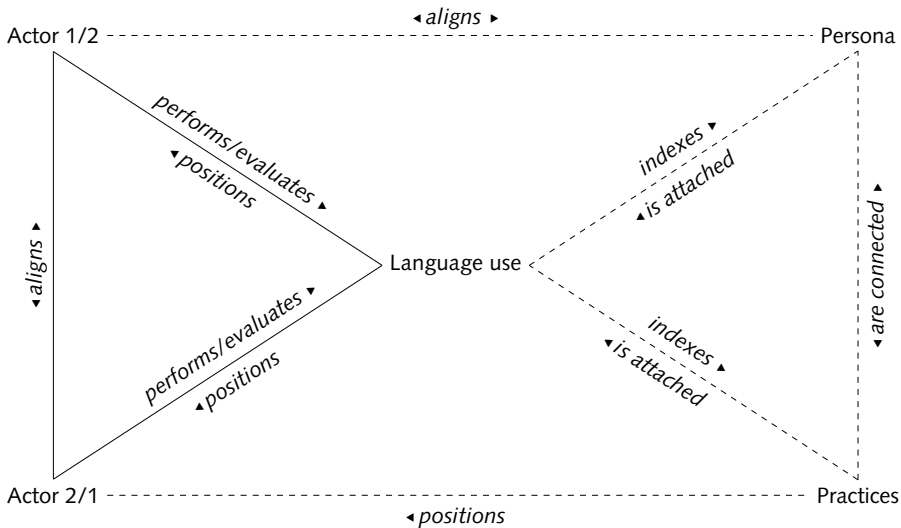 ◂ aligns ▸
Actor 1/2
Persona
performs/evaluates ▸
◂ positions
indexes ▸
◂ is attached
◂ aligns ▸
Language use
◂ are connected ▸
performs/evaluates ▸
◂ positions
indexes ▸
◂ is attached
Actor 2/1
Practices
◂ positions